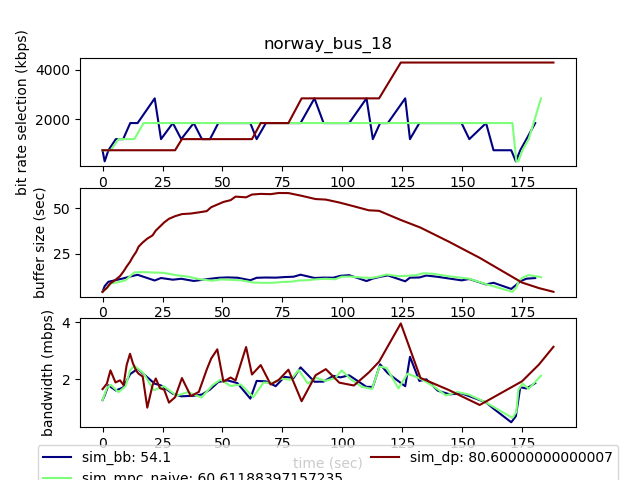 norway_bus_18
bit rate selection (kbps)
4000
2000
0 25 50 75 100 125 150 175
buffer size (sec)
50
25
0 25 50 75 100 125 150 175
bandwidth (mbps)
4
2
0 25 50 75 100 125 150 175
time (sec)
sim_bb: 54.1
sim_dp: 80.60000000000007
sim_mpc_naive: 60.61188397157235